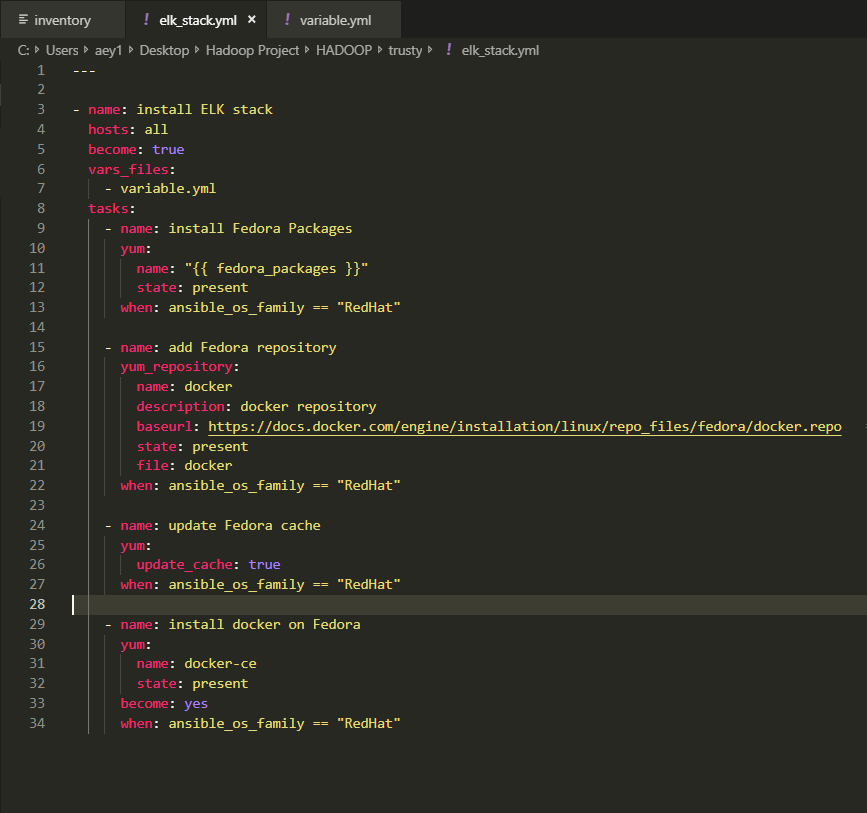 inventory ! elk_stack.yml × ! variable.yml
C: Users aey1 Desktop Hadoop Project HADOOP trusty ! elk_stack.yml
1 ---
2
3 - name: install ELK stack
4 hosts: all
5 become: true
6 vars_files:
7 - variable.yml
8 tasks:
9 - name: install Fedora Packages
10 yum:
11 name: "{{ fedora_packages }}"
12 state: present
13 when: ansible_os_family == "RedHat"
14
15 - name: add Fedora repository
16 yum_repository:
17 name: docker
18 description: docker repository
19 baseurl: https://docs.docker.com/engine/installation/linux/repo_files/fedora/docker.repo
20 state: present
21 file: docker
22 when: ansible_os_family == "RedHat"
23
24 - name: update Fedora cache
25 yum:
26 update_cache: true
27 when: ansible_os_family == "RedHat"
28
29 - name: install docker on Fedora
30 yum:
31 name: docker-ce
32 state: present
33 become: yes
34 when: ansible_os_family == "RedHat"